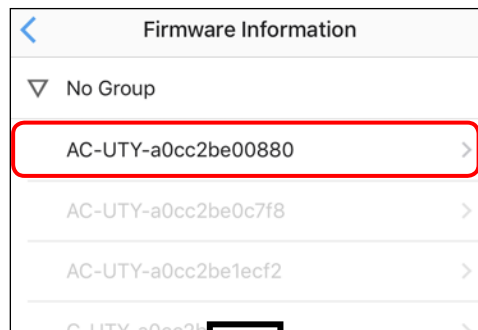 Firmware Information
No Group
AC-UTY-a0cc2be00880
AC-UTY-a0cc2be0c7f8
AC-UTY-a0cc2be1ecf2